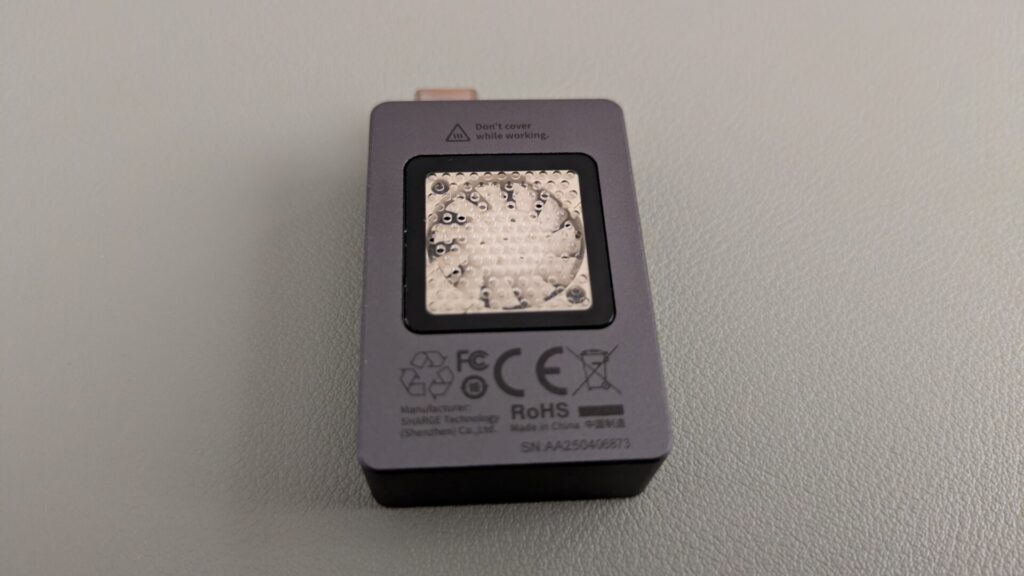 Don't cover
while working.
FC
CE
Manufacturer:
SHARGE Technology
(Shenzhen) Co.,Ltd.
RoHS
Made in China 中国制造
SN.AA250406873